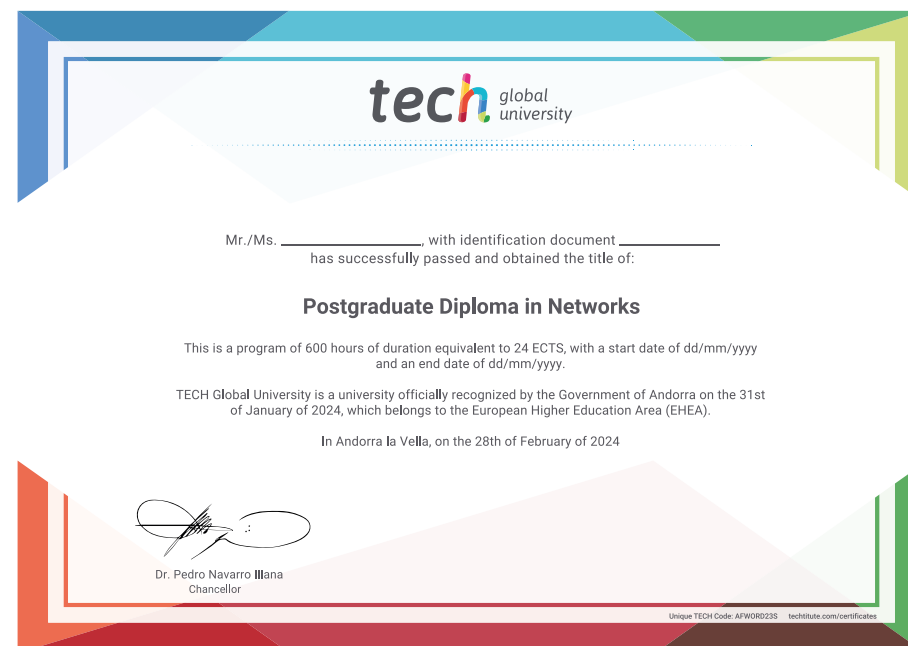 tech global university
Mr./Ms. ____________________, with identification document ______________
has successfully passed and obtained the title of:
Postgraduate Diploma in Networks
This is a program of 600 hours of duration equivalent to 24 ECTS, with a start date of dd/mm/yyyy
and an end date of dd/mm/yyyy.
TECH Global University is a university officially recognized by the Government of Andorra on the 31st
of January of 2024, which belongs to the European Higher Education Area (EHEA).
In Andorra la Vella, on the 28th of February of 2024
Dr. Pedro Navarro Illana
Chancellor
Unique TECH Code: AFWORD23S techtitute.com/certificates